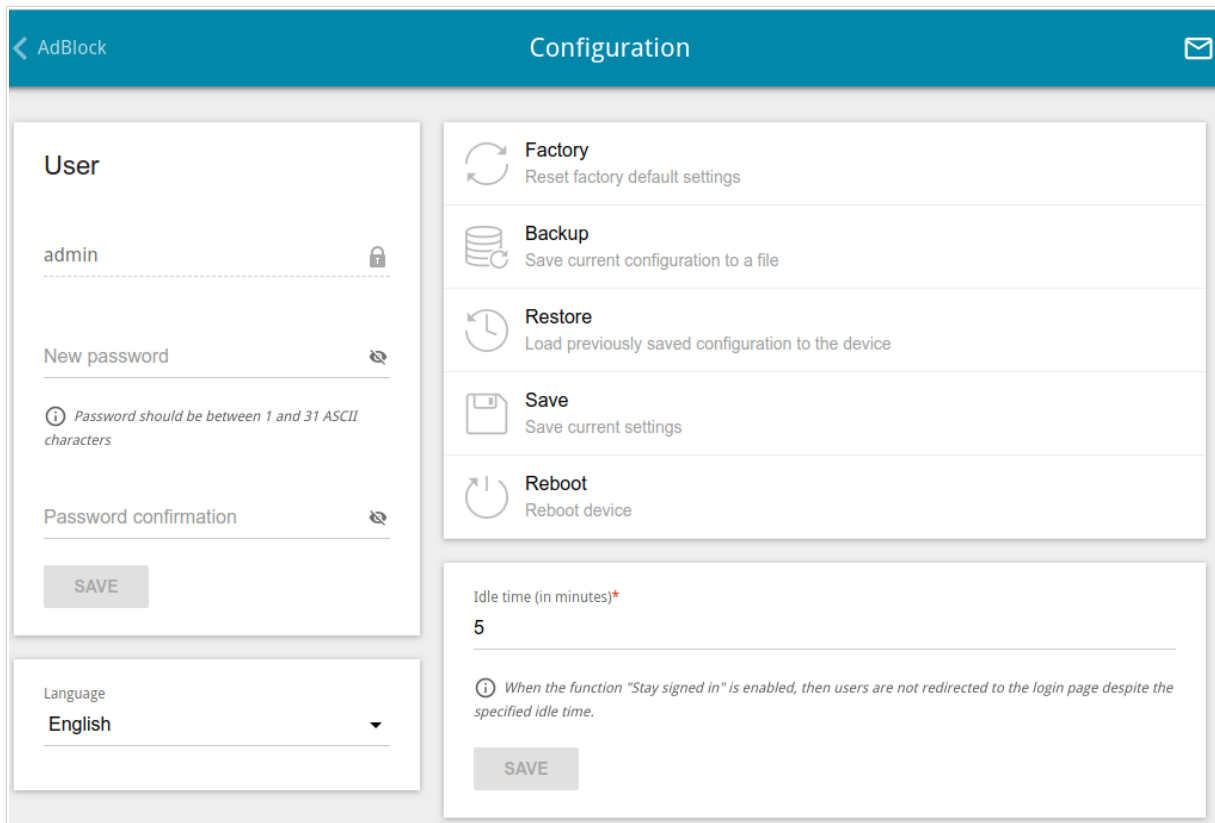 AdBlock
Configuration
User
admin
New password
Password should be between 1 and 31 ASCII
characters
Password confirmation
SAVE
Language
English
Factory
Reset factory default settings
Backup
Save current configuration to a file
Restore
Load previously saved configuration to the device
Save
Save current settings
Reboot
Reboot device
Idle time (in minutes)*
5
When the function "Stay signed in" is enabled, then users are not redirected to the login page despite the
specified idle time.
SAVE